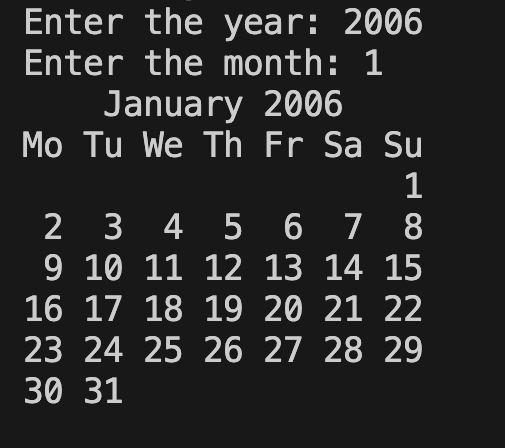 Enter the year: 2006
Enter the month: 1
    January 2006
Mo Tu We Th Fr Sa Su
                   1
 2  3  4  5  6  7  8
 9 10 11 12 13 14 15
16 17 18 19 20 21 22
23 24 25 26 27 28 29
30 31